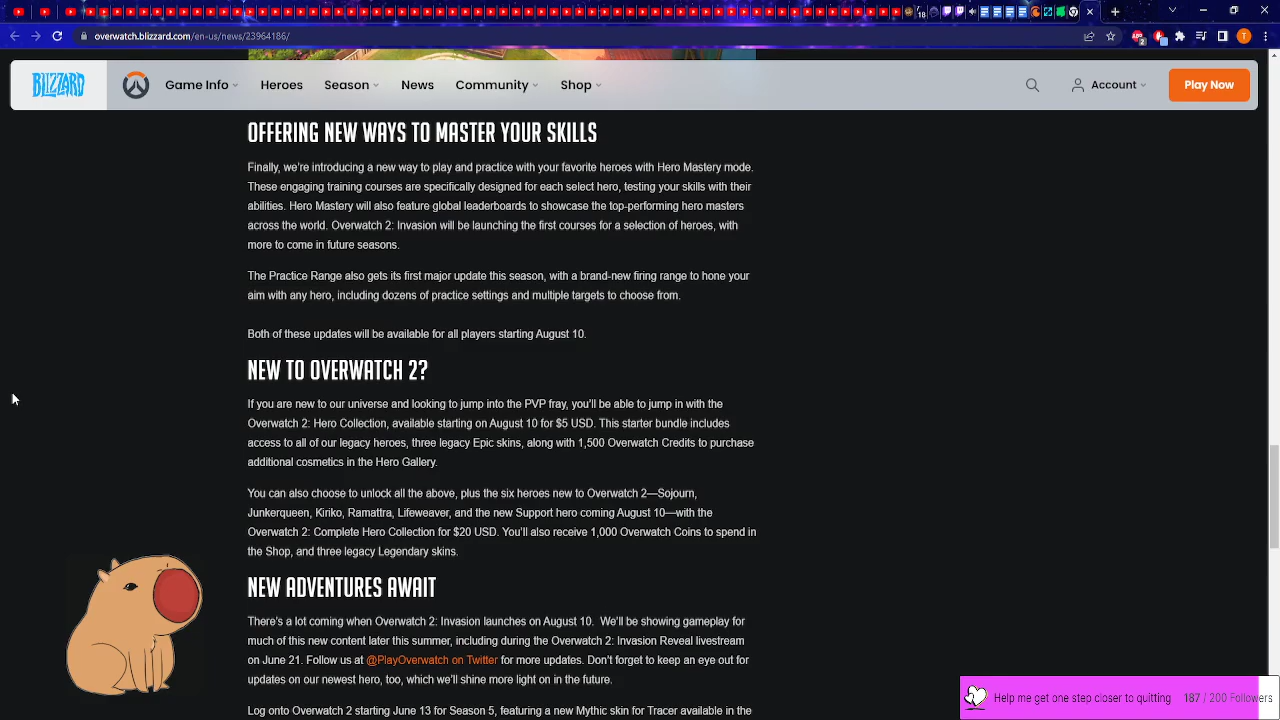 18
2
T
overwatch.blizzard.com/en-us/news/23964186/
BLIZZARD
Game Info
Heroes
Season
News
Community
Shop
Account
Play Now
OFFERING NEW WAYS TO MASTER YOUR SKILLS
Finally, we're introducing a new way to play and practice with your favorite heroes with Hero Mastery mode.
These engaging training courses are specifically designed for each select hero, testing your skills with their
abilities. Hero Mastery will also feature global leaderboards to showcase the top-performing hero masters
across the world. Overwatch 2: Invasion will be launching the first courses for a selection of heroes, with
more to come in future seasons.
The Practice Range also gets its first major update this season, with a brand-new firing range to hone your
aim with any hero, including dozens of practice settings and multiple targets to choose from.
Both of these updates will be available for all players starting August 10.
NEW TO OVERWATCH 2?
If you are new to our universe and looking to jump into the PVP fray, you'll be able to jump in with the
Overwatch 2: Hero Collection, available starting on August 10 for $5 USD. This starter bundle includes
access to all of our legacy heroes, three legacy Epic skins, along with 1,500 Overwatch Credits to purchase
additional cosmetics in the Hero Gallery.
You can also choose to unlock all the above, plus the six heroes new to Overwatch 2—Sojourn,
Junkerqueen, Kiriko, Ramattra, Lifeweaver, and the new Support hero coming August 10—with the
Overwatch 2: Complete Hero Collection for $20 USD. You'll also receive 1,000 Overwatch Coins to spend in
the Shop, and three legacy Legendary skins.
NEW ADVENTURES AWAIT
There's a lot coming when Overwatch 2: Invasion launches on August 10. We'll be showing gameplay for
much of this new content later this summer, including during the Overwatch 2: Invasion Reveal livestream
on June 21. Follow us at @PlayOverwatch on Twitter for more updates. Don't forget to keep an eye out for
updates on our newest hero, too, which we'll shine more light on in the future.
Log onto Overwatch 2 starting June 13 for Season 5, featuring a new Mythic skin for Tracer available in the
Help me get one step closer to quitting 187 / 200 Followers